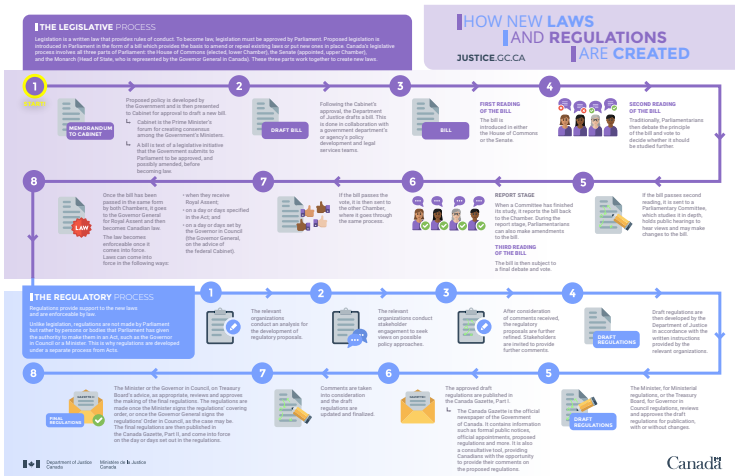 THE LEGISLATIVE PROCESS
Legislation is a written law that provides rules of conduct. To become law, legislation must be approved by Parliament. Proposed legislation is
introduced in Parliament in the form of a bill which provides the basis to amend or repeal existing laws or put new ones in place. Canada's legislative
process involves all three parts of Parliament: the House of Commons (elected, lower Chamber), the Senate (appointed, upper Chamber),
and the Monarch (Head of State, who is represented by the Governor General in Canada). These three parts work together to create new laws.
HOW NEW LAWS
AND REGULATIONS
ARE CREATED
JUSTICE.GC.CA
1
START
MEMORANDUM
TO CABINET
Proposed policy is developed by
the Government and is then presented
to Cabinet for approval to draft a new bill.
Cabinet is the Prime Minister's
forum for creating consensus
among the Government's Ministers.
A bill is text of a legislative initiative
that the Government submits to
Parliament to be approved, and
possibly amended, before
becoming law.
2
DRAFT BILL
Following the Cabinet's
approval, the Department
of Justice drafts a bill. This
is done in collaboration with
a government department's
or agency's policy
development and legal
services teams.
3
BILL
FIRST READING
OF THE BILL
The bill is
introduced in either
the House of Commons
or the Senate.
4
SECOND READING
OF THE BILL
Traditionally, Parliamentarians
then debate the principle
of the bill and vote to
decide whether it should
be studied further.
5
If the bill passes second
reading, it is sent to a
Parliamentary Committee,
which studies it in depth,
holds public hearings to
hear views and may make
changes to the bill.
6
REPORT STAGE
When a Committee has finished
its study, it reports the bill back
to the Chamber. During the
report stage, Parliamentarians
can also make amendments
to the bill.
THIRD READING
OF THE BILL
The bill is then subject to
a final debate and vote.
7
If the bill passes the vote,
it is then sent to
the other Chamber,
where it goes through
the same process.
8
LAW
Once the bill has been
passed in the same form
by both Chambers, it goes
to the Governor General
for Royal Assent and then
becomes Canadian law.
The law becomes
enforceable once it
comes into force.
Laws can come into
force in the following ways:
• when they receive
Royal Assent;
• on a day or days specified
in the Act; and
• on a day or days set by
the Governor in Council
(the Governor General,
on the advice of
the federal Cabinet).
THE REGULATORY PROCESS
Regulations provide support to the new laws
and are enforceable by law.
Unlike legislation, regulations are not made by Parliament
but rather by persons or bodies that Parliament has given
the authority to make them in an Act, such as the Governor
in Council or a Minister. This is why regulations are developed
under a separate process from Acts.
1
The relevant
organizations
conduct an analysis for
the development of
regulatory proposals.
2
The relevant
organizations conduct
stakeholder
engagement to seek
views on possible
policy approaches.
3
After consideration
of comments received,
the regulatory
proposals are further
refined. Stakeholders
are invited to provide
further comments.
4
DRAFT
REGULATIONS
Draft regulations are
then developed by the
Department of Justice
in accordance with the
written instructions
provided by the
relevant organizations.
5
DRAFT
REGULATIONS
The Minister, for Ministerial
regulations, or the Treasury
Board, for Governor in
Council regulations, reviews
and approves the draft
regulations for publication,
with or without changes.
6
The approved draft
regulations are published in
the Canada Gazette, Part I.
The Canada Gazette is the official
newspaper of the Government
of Canada. It contains information
such as formal public notices,
official appointments, proposed
regulations and more. It is also
a consultative tool, providing
Canadians with the opportunity
to provide their comments on
the proposed regulations.
7
Comments are taken
into consideration
and the draft
regulations are
updated and finalized.
8
FINAL
REGULATIONS
The Minister or the Governor in Council, on Treasury
Board's advice, as appropriate, reviews and approves
the making of the final regulations. The regulations are
made once the Minister signs the regulations' covering
order, or once the Governor General signs the
regulations' Order in Council, as the case may be.
The final regulations are then published in
the Canada Gazette, Part II, and come into force
on the day or days set out in the regulations.
Department of Justice
Canada
Ministère de la Justice
Canada
Canada